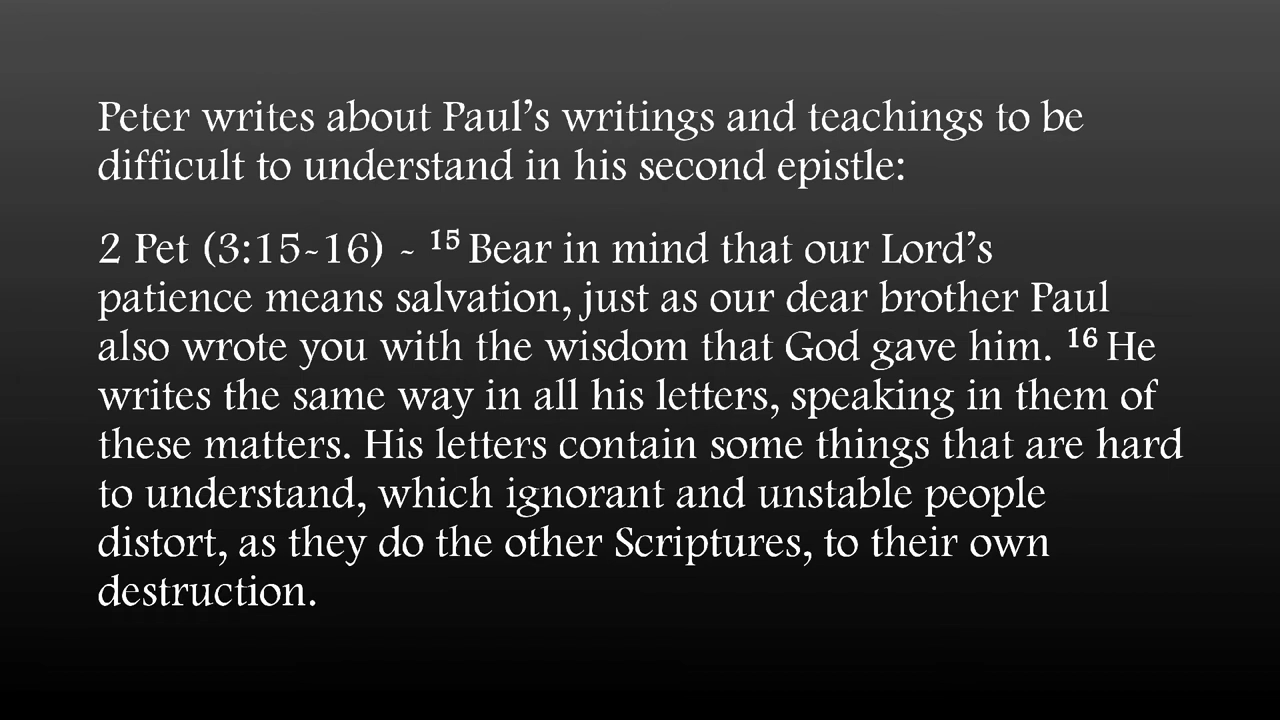 Peter writes about Paul’s writings and teachings to be
difficult to understand in his second epistle:
2 Pet (3:15-16) - ¹⁵ Bear in mind that our Lord’s
patience means salvation, just as our dear brother Paul
also wrote you with the wisdom that God gave him. ¹⁶ He
writes the same way in all his letters, speaking in them of
these matters. His letters contain some things that are hard
to understand, which ignorant and unstable people
distort, as they do the other Scriptures, to their own
destruction.